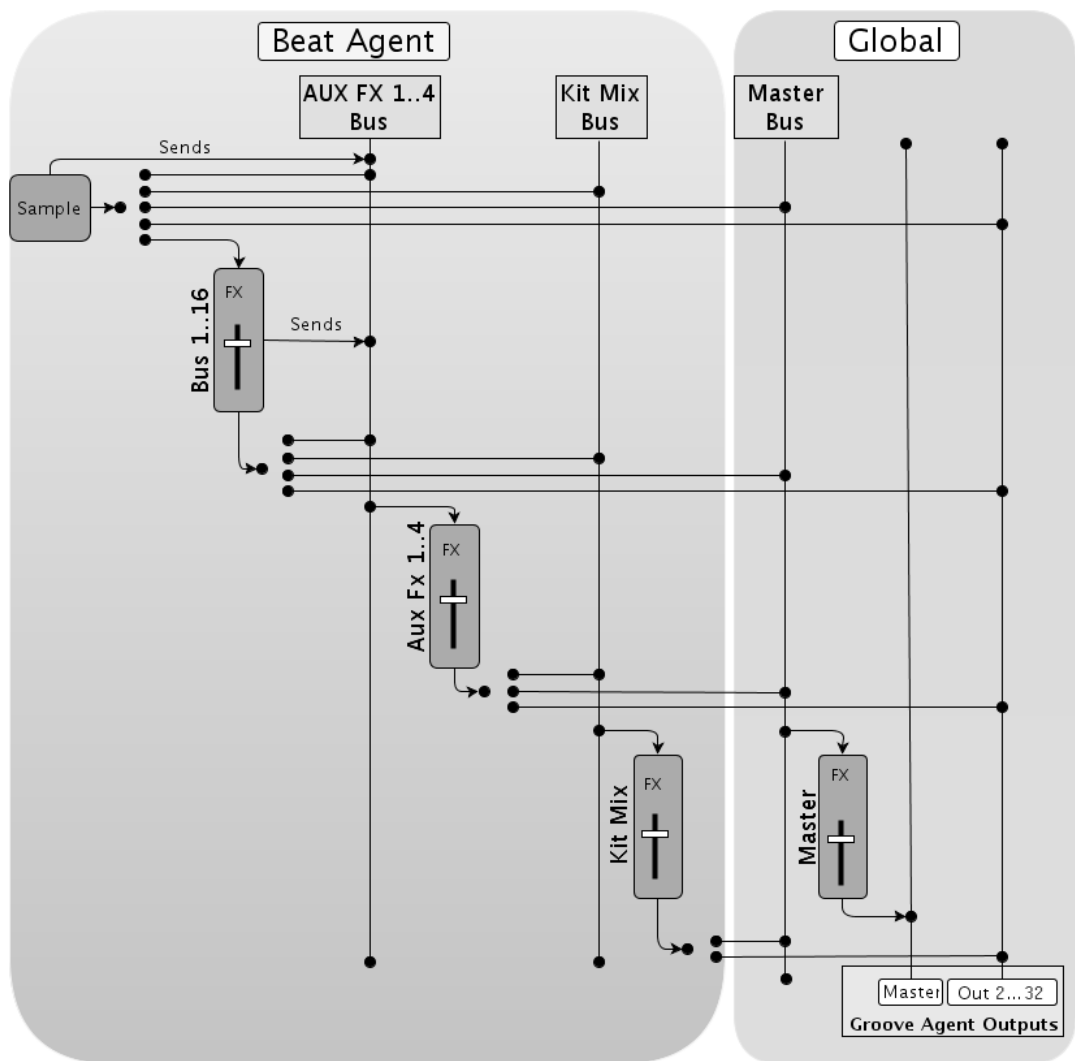 Beat Agent
Global
AUX FX 1..4
Bus
Kit Mix
Bus
Master
Bus
Sends
Sample
FX
Bus 1..16
Sends
FX
Aux Fx 1..4
FX
Kit Mix
FX
Master
Master
Out 2...32
Groove Agent Outputs